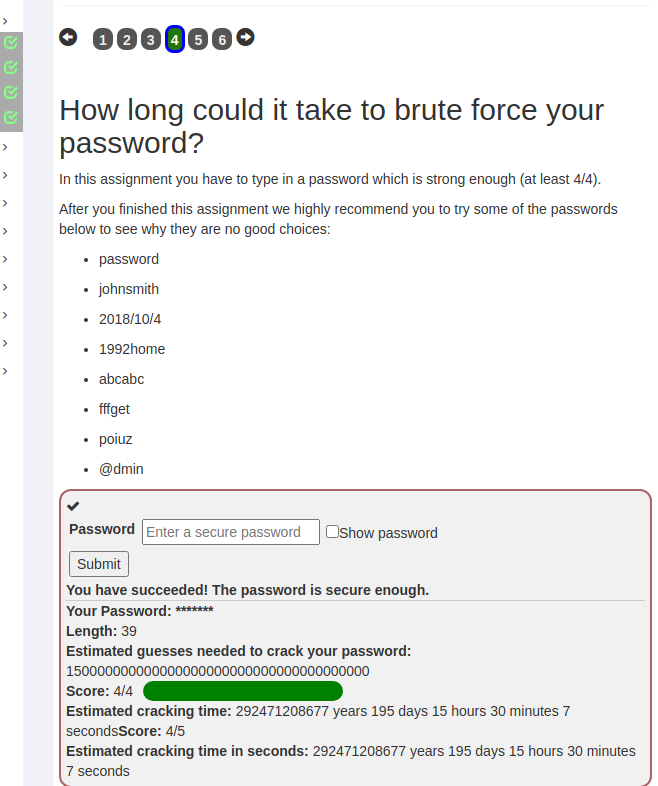 1 2 3 4 5 6
How long could it take to brute force your
password?
In this assignment you have to type in a password which is strong enough (at least 4/4).
After you finished this assignment we highly recommend you to try some of the passwords
below to see why they are no good choices:
• password
• johnsmith
• 2018/10/4
• 1992home
• abcabc
• fffget
• poiuz
• @dmin
Password Enter a secure password Show password
Submit
You have succeeded! The password is secure enough.
Your Password: *******
Length: 39
Estimated guesses needed to crack your password:
1500000000000000000000000000000000000000
Score: 4/4
Estimated cracking time: 292471208677 years 195 days 15 hours 30 minutes 7
secondsScore: 4/5
Estimated cracking time in seconds: 292471208677 years 195 days 15 hours 30 minutes
7 seconds